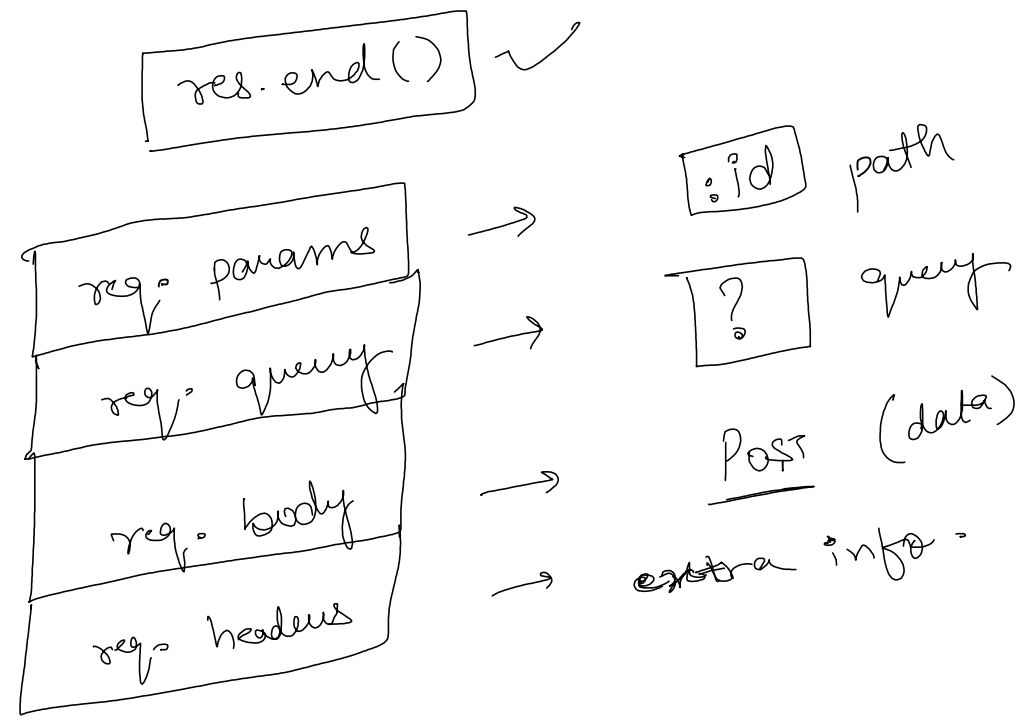 res.end()
req. params → :id path
req. query → ? query
req. body → Post (data)
req. headers → extra info.